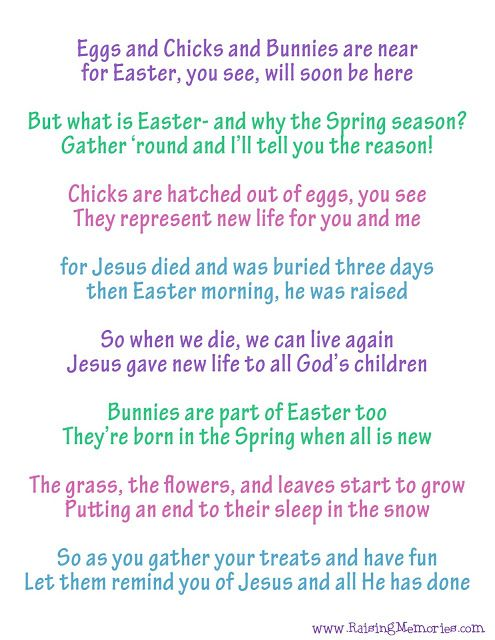 Eggs and Chicks and Bunnies are near
for Easter, you see, will soon be here
But what is Easter- and why the Spring season?
Gather ‘round and I’ll tell you the reason!
Chicks are hatched out of eggs, you see
They represent new life for you and me
for Jesus died and was buried three days
then Easter morning, he was raised
So when we die, we can live again
Jesus gave new life to all God’s children
Bunnies are part of Easter too
They’re born in the Spring when all is new
The grass, the flowers, and leaves start to grow
Putting an end to their sleep in the snow
So as you gather your treats and have fun
Let them remind you of Jesus and all He has done
www.RaisingMemories.com